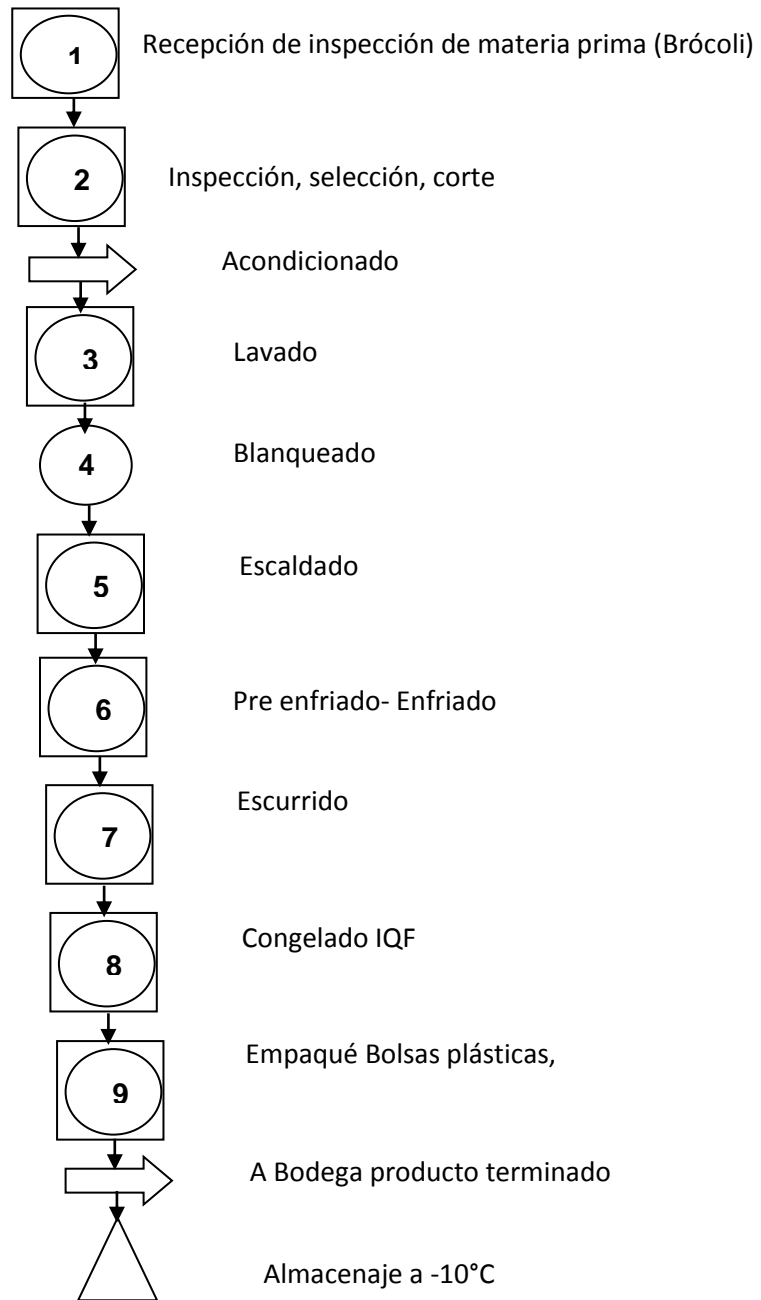 1 Recepción de inspección de materia prima (Brócoli)
2 Inspección, selección, corte
Acondicionado
3 Lavado
4 Blanqueado
5 Escaldado
6 Pre enfriado- Enfriado
7 Escurrido
8 Congelado IQF
9 Empaqué Bolsas plásticas,
A Bodega producto terminado
Almacenaje a -10°C